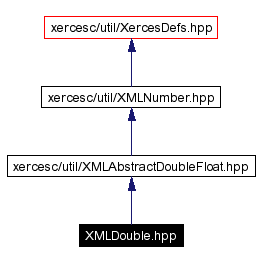 xercesc/util/XercesDefs.hpp
xercesc/util/XMLNumber.hpp
xercesc/util/XMLAbstractDoubleFloat.hpp
XMLDouble.hpp